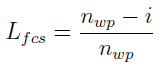 L_{fcs} = \frac{n_{wp} - i}{n_{wp}}